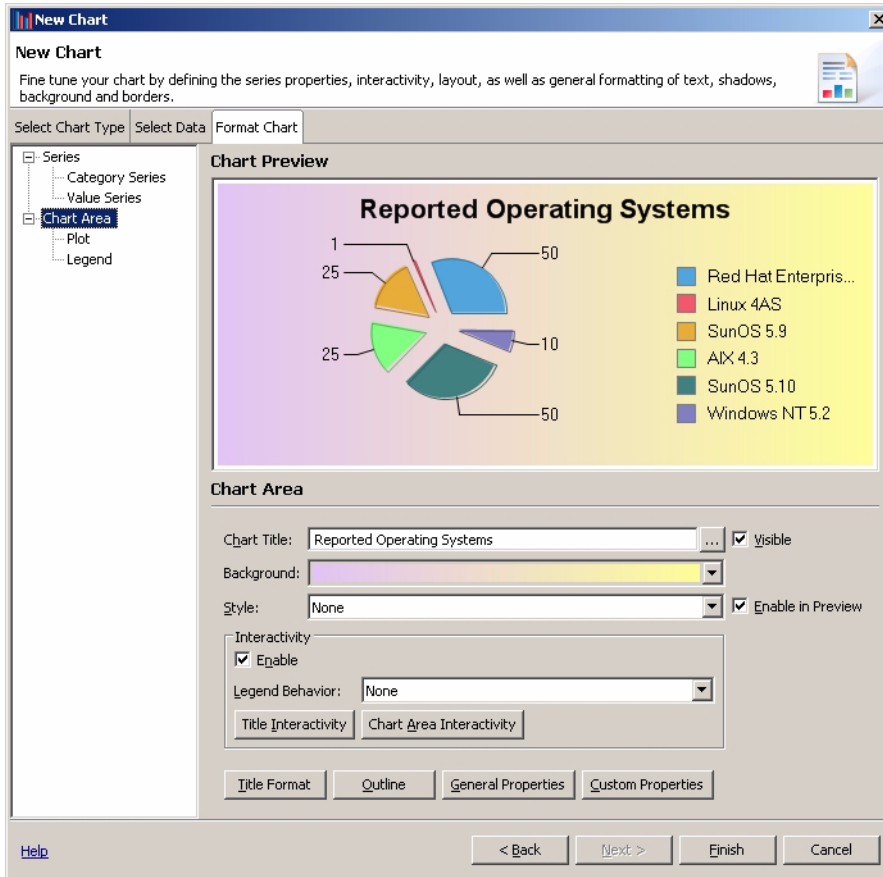 New Chart
New Chart
Fine tune your chart by defining the series properties, interactivity, layout, as well as general formatting of text, shadows,
background and borders.
Select Chart Type Select Data Format Chart
Series
Category Series
Value Series
Chart Area
Plot
Legend
Chart Preview
Reported Operating Systems
1
50
25
10
25
50
Red Hat Enterpris...
Linux 4AS
SunOS 5.9
AIX 4.3
SunOS 5.10
Windows NT 5.2
Chart Area
Chart Title: Reported Operating Systems ... Visible
Background:
Style: None Enable in Preview
Interactivity
Enable
Legend Behavior: None
Title Interactivity Chart Area Interactivity
Title Format Outline General Properties Custom Properties
Help < Back Next > Finish Cancel